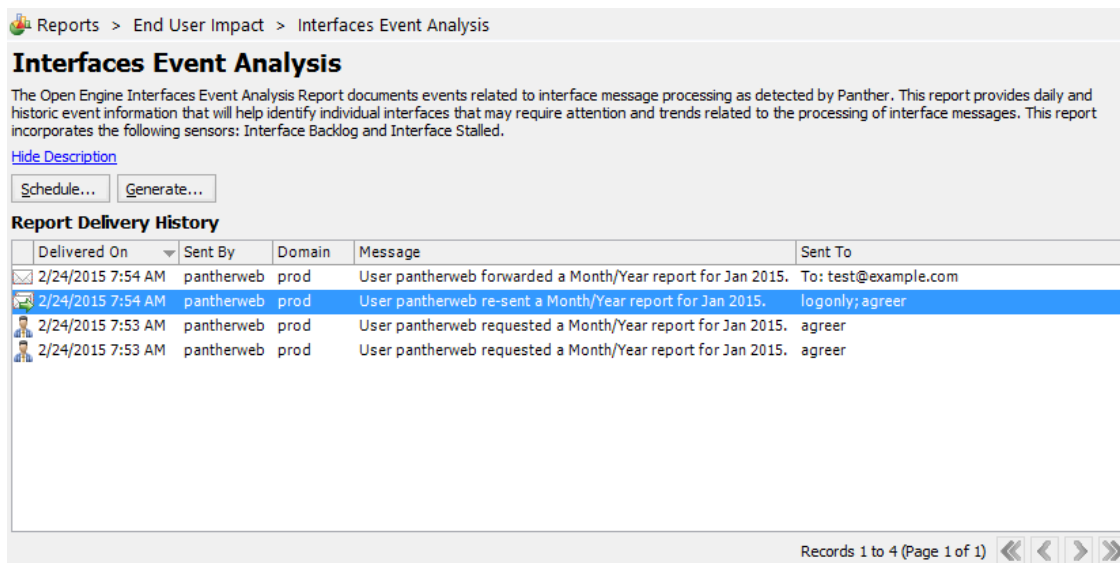 Reports > End User Impact > Interfaces Event Analysis
Interfaces Event Analysis
The Open Engine Interfaces Event Analysis Report documents events related to interface message processing as detected by Panther. This report provides daily and
historic event information that will help identify individual interfaces that may require attention and trends related to the processing of interface messages. This report
incorporates the following sensors: Interface Backlog and Interface Stalled.
Hide Description
Schedule... Generate...
Report Delivery History
Delivered On Sent By Domain Message Sent To
2/24/2015 7:54 AM pantherweb prod User pantherweb forwarded a Month/Year report for Jan 2015. To: test@example.com
2/24/2015 7:54 AM pantherweb prod User pantherweb re-sent a Month/Year report for Jan 2015. logonly; agreer
2/24/2015 7:53 AM pantherweb prod User pantherweb requested a Month/Year report for Jan 2015. agreer
2/24/2015 7:53 AM pantherweb prod User pantherweb requested a Month/Year report for Jan 2015. agreer
Records 1 to 4 (Page 1 of 1)